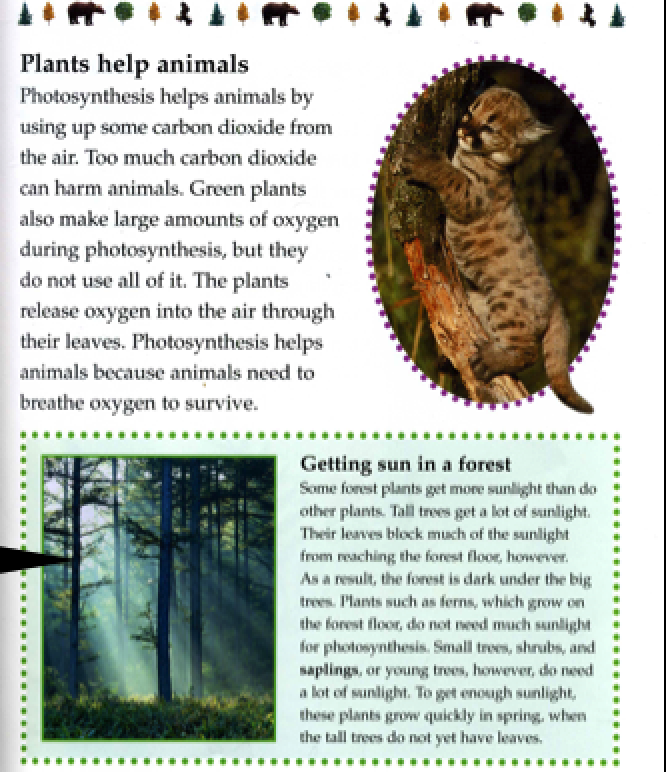 Plants help animals
Photosynthesis helps animals by
using up some carbon dioxide from
the air. Too much carbon dioxide
can harm animals. Green plants
also make large amounts of oxygen
during photosynthesis, but they
do not use all of it. The plants
release oxygen into the air through
their leaves. Photosynthesis helps
animals because animals need to
breathe oxygen to survive.
Getting sun in a forest
Some forest plants get more sunlight than do
other plants. Tall trees get a lot of sunlight.
Their leaves block much of the sunlight
from reaching the forest floor, however.
As a result, the forest is dark under the big
trees. Plants such as ferns, which grow on
the forest floor, do not need much sunlight
for photosynthesis. Small trees, shrubs, and
saplings, or young trees, however, do need
a lot of sunlight. To get enough sunlight,
these plants grow quickly in spring, when
the tall trees do not yet have leaves.